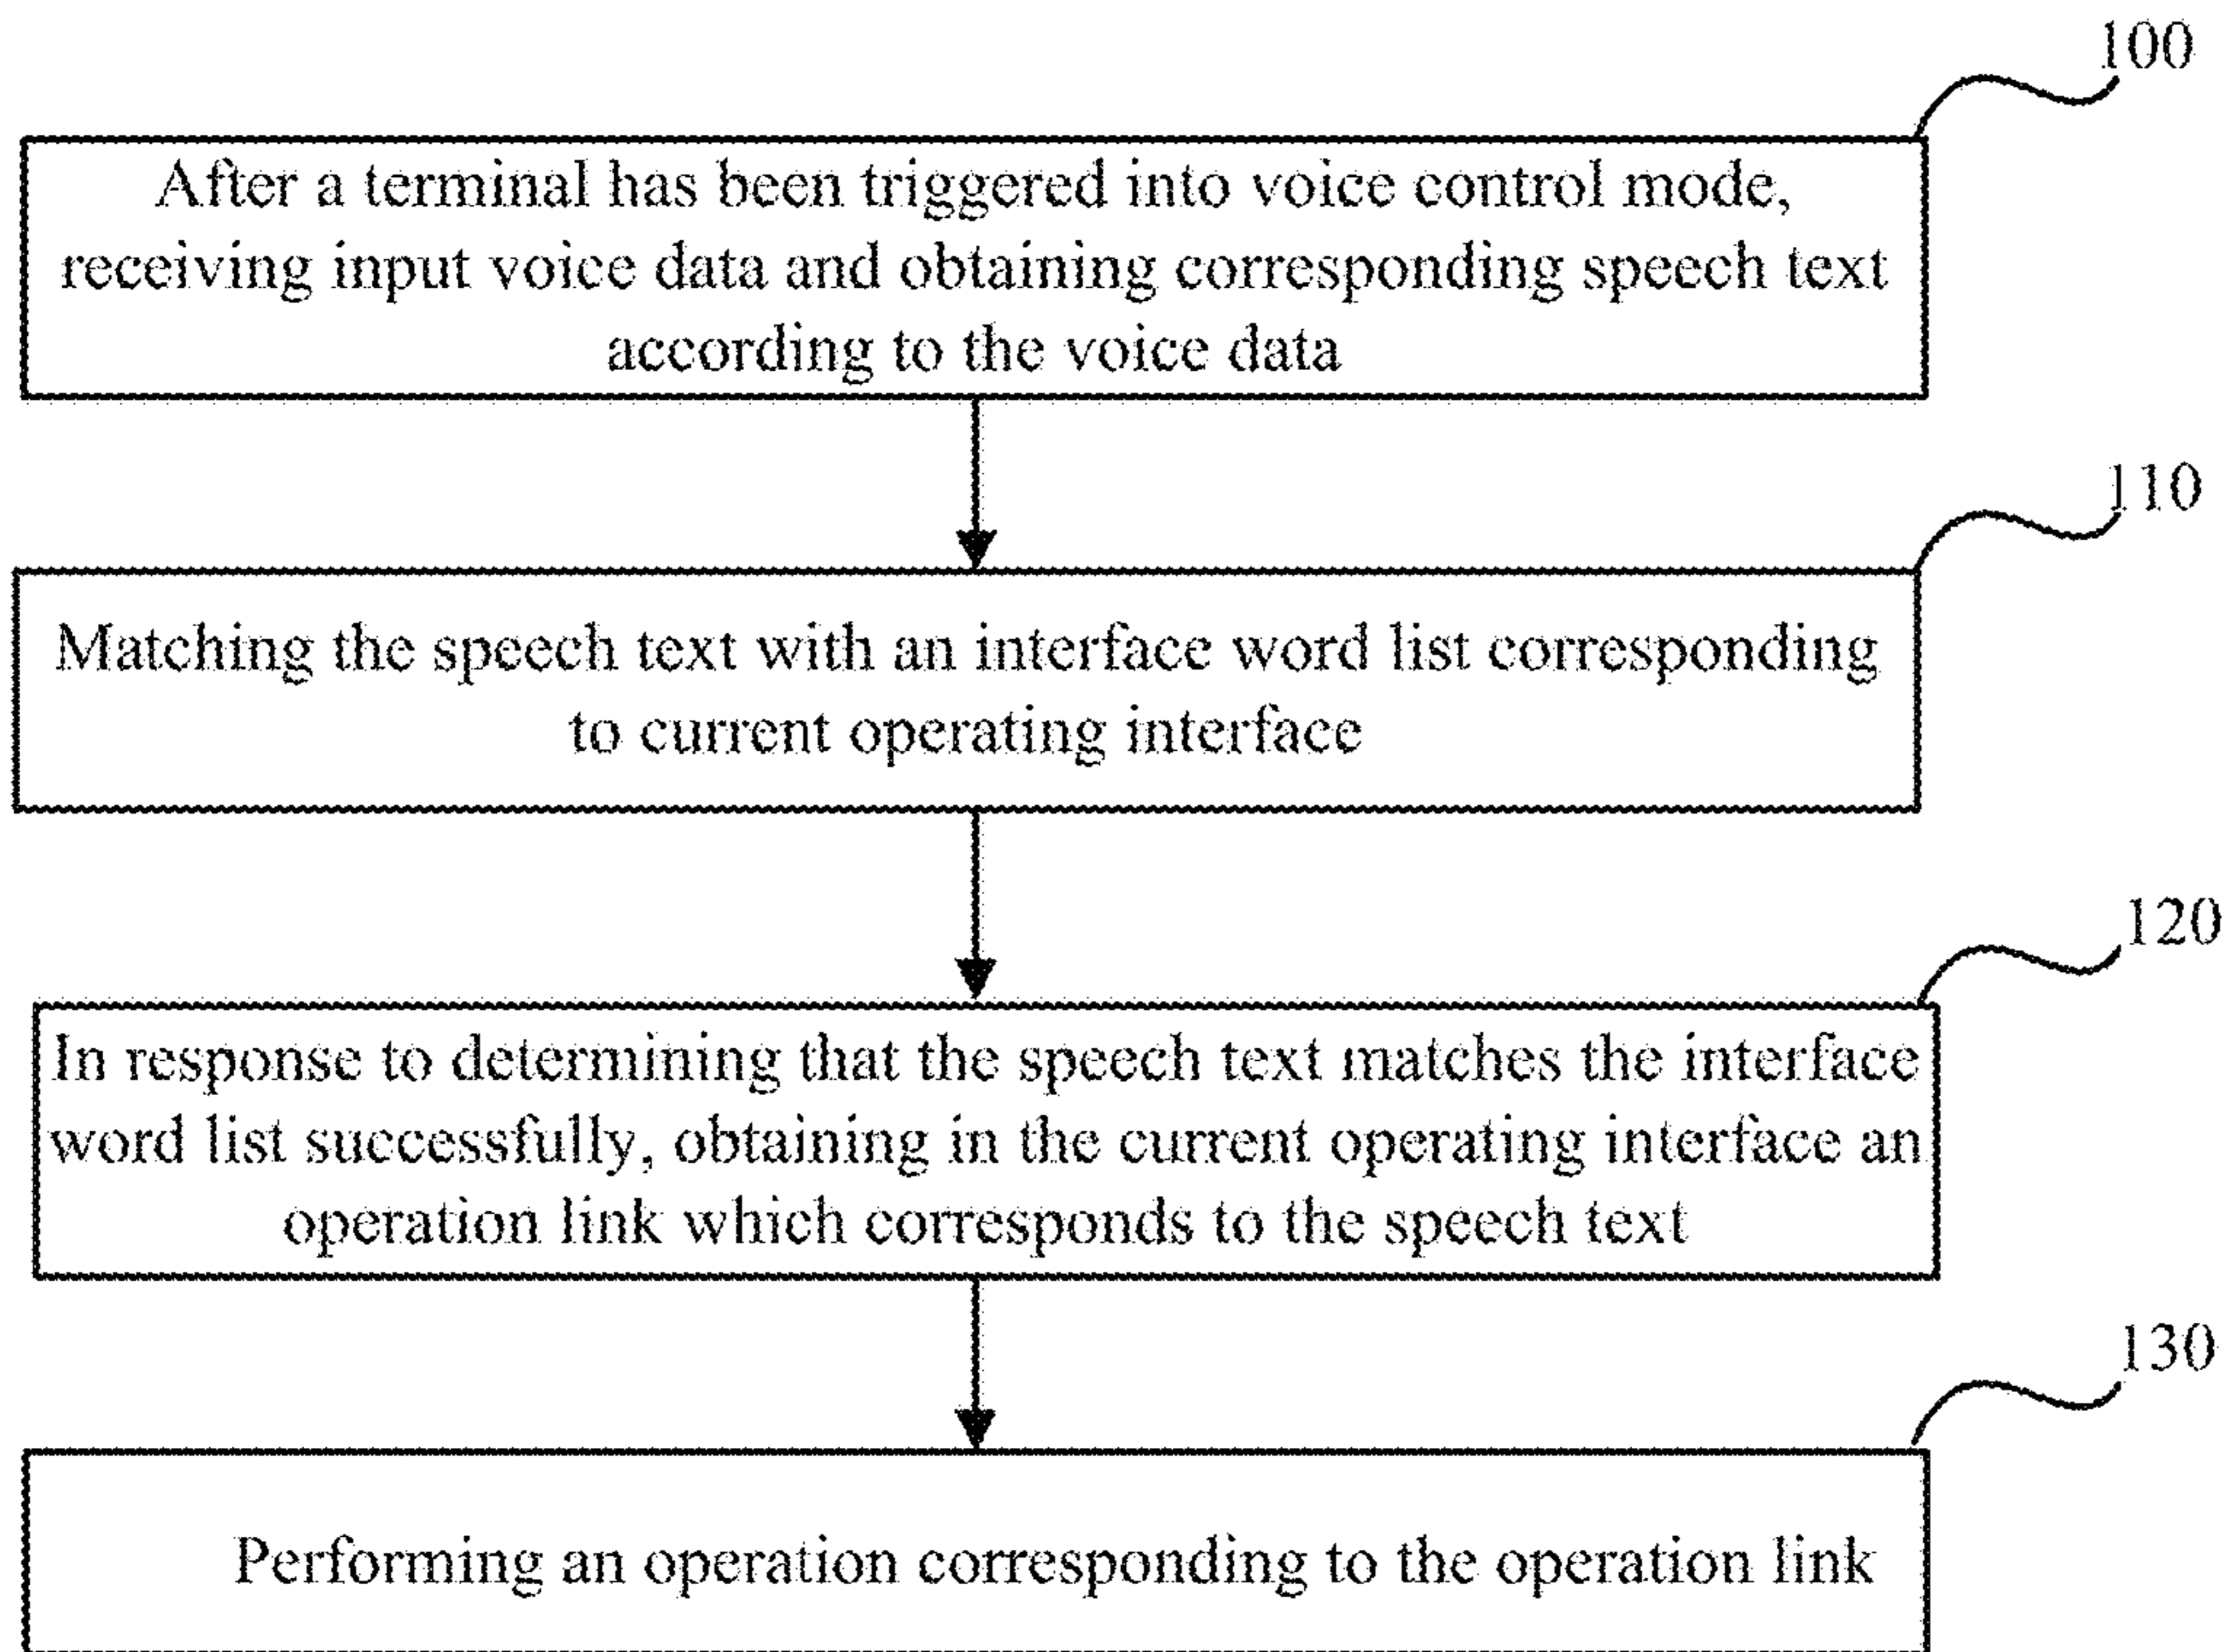 100
After a terminal has been triggered into voice control mode,
receiving input voice data and obtaining corresponding speech text
according to the voice data
110
Matching the speech text with an interface word list corresponding
to current operating interface
120
In response to determining that the speech text matches the interface
word list successfully, obtaining in the current operating interface an
operation link which corresponds to the speech text
130
Performing an operation corresponding to the operation link